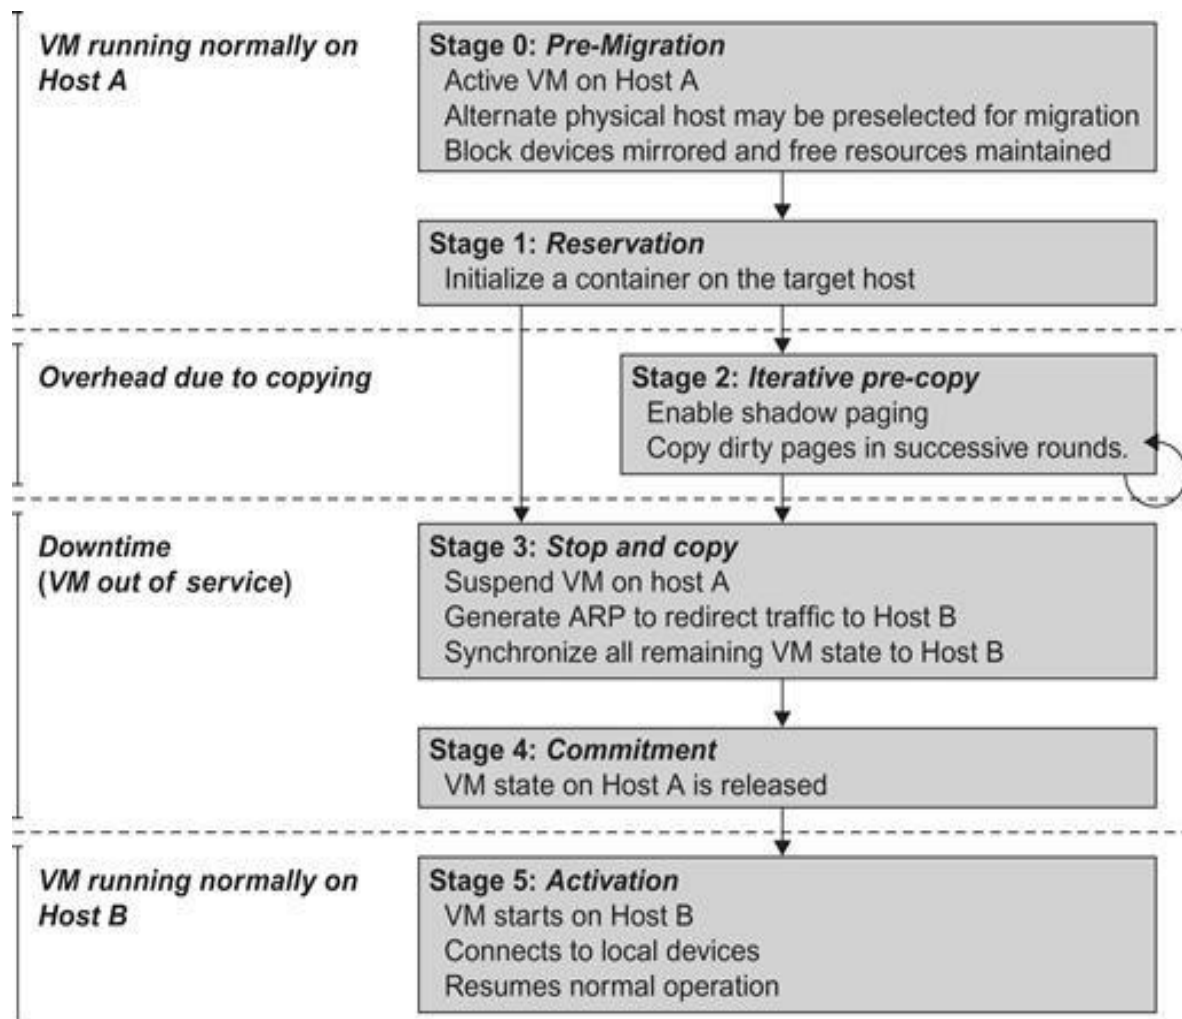 VM running normally on
Host A
Stage 0: Pre-Migration
Active VM on Host A
Alternate physical host may be preselected for migration
Block devices mirrored and free resources maintained
Stage 1: Reservation
Initialize a container on the target host
Overhead due to copying
Stage 2: Iterative pre-copy
Enable shadow paging
Copy dirty pages in successive rounds.
Downtime
(VM out of service)
Stage 3: Stop and copy
Suspend VM on host A
Generate ARP to redirect traffic to Host B
Synchronize all remaining VM state to Host B
Stage 4: Commitment
VM state on Host A is released
VM running normally on
Host B
Stage 5: Activation
VM starts on Host B
Connects to local devices
Resumes normal operation